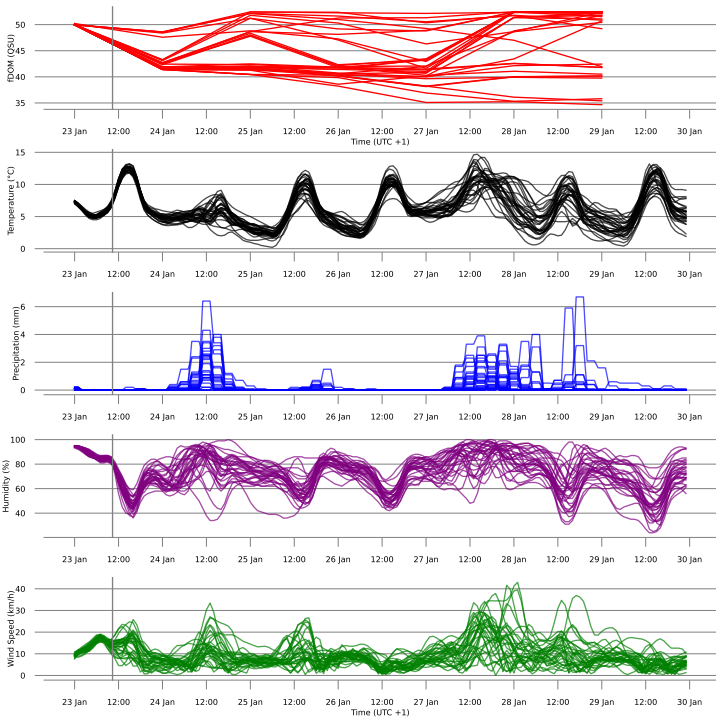 50
45
40
35
fDOM (QSU)
23 Jan 12:00 24 Jan 12:00 25 Jan 12:00 26 Jan 12:00 27 Jan 12:00 28 Jan 12:00 29 Jan 12:00 30 Jan
Time (UTC +1)
15
10
5
0
Temperature (°C)
23 Jan 12:00 24 Jan 12:00 25 Jan 12:00 26 Jan 12:00 27 Jan 12:00 28 Jan 12:00 29 Jan 12:00 30 Jan
6
4
2
0
Precipitation (mm)
23 Jan 12:00 24 Jan 12:00 25 Jan 12:00 26 Jan 12:00 27 Jan 12:00 28 Jan 12:00 29 Jan 12:00 30 Jan
100
80
60
40
Humidity (%)
23 Jan 12:00 24 Jan 12:00 25 Jan 12:00 26 Jan 12:00 27 Jan 12:00 28 Jan 12:00 29 Jan 12:00 30 Jan
40
30
20
10
0
Wind Speed (km/h)
23 Jan 12:00 24 Jan 12:00 25 Jan 12:00 26 Jan 12:00 27 Jan 12:00 28 Jan 12:00 29 Jan 12:00 30 Jan
Time (UTC +1)